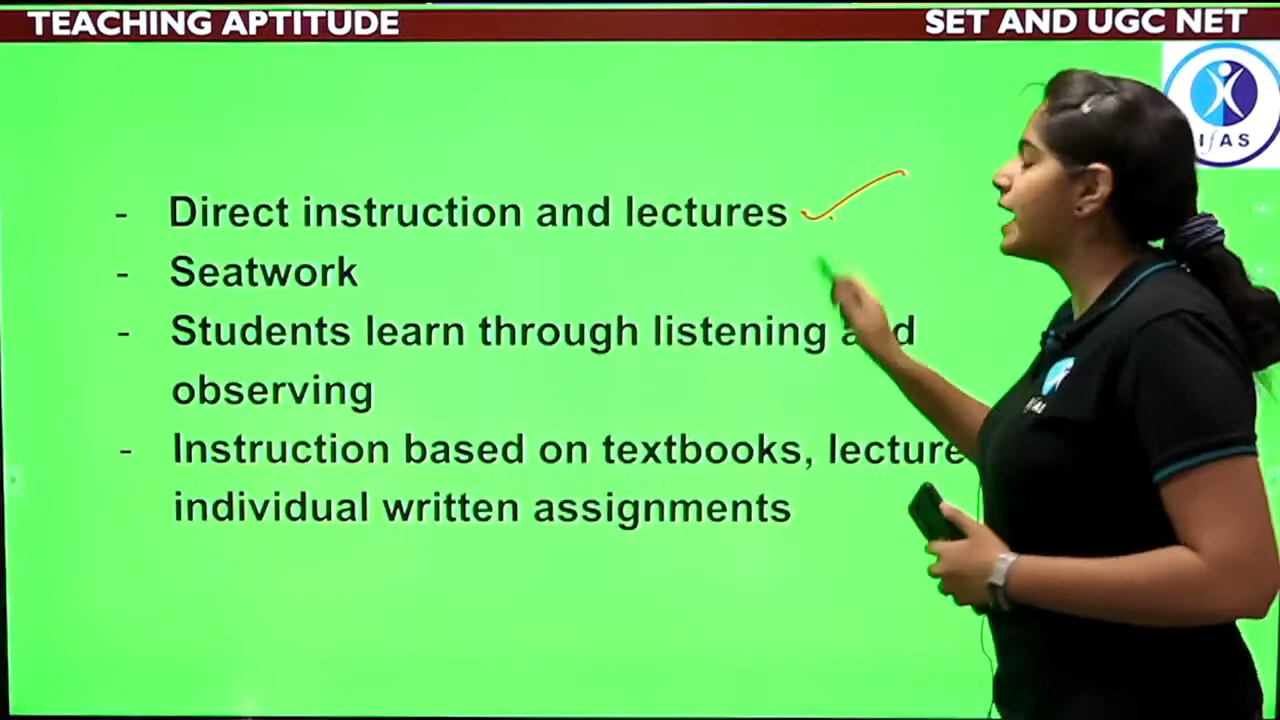 TEACHING APTITUDE
SET AND UGC NET
IfAS
- Direct instruction and lectures
- Seatwork
- Students learn through listening and
observing
- Instruction based on textbooks, lecture
individual written assignments